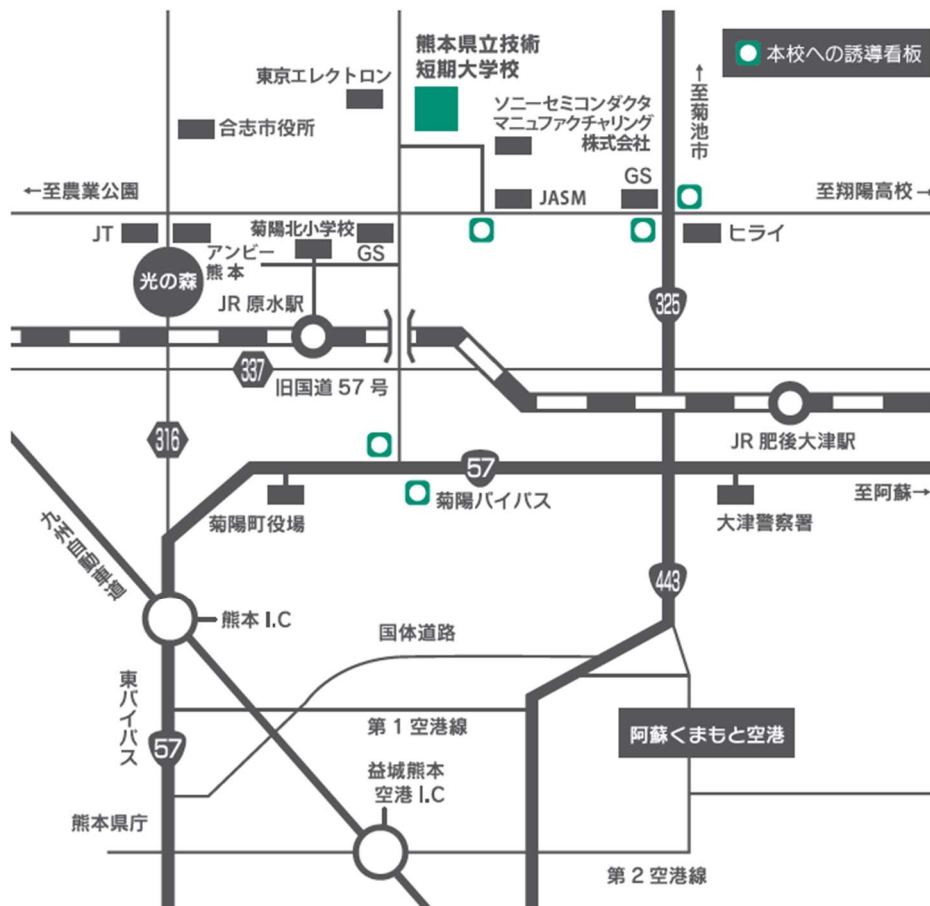 熊本県立技術
短期大学校
本校への誘導看板
東京エレクトロン
↑至菊池市
ソニーセミコンダクタ
マニュファクチャリング
株式会社
合志市役所
GS
←至農業公園
JASM
至翔陽高校→
JT
菊陽北小学校
ヒライ
アンビー
熊本
GS
光の森
JR 原水駅
325
337
旧国道 57 号
316
JR 肥後大津駅
57
至阿蘇→
菊陽バイパス
菊陽町役場
大津警察署
九州自動車道
443
熊本 I.C
国体道路
東バイパス
第 1 空港線
阿蘇くまもと空港
57
益城熊本
空港 I.C
熊本県庁
第 2 空港線